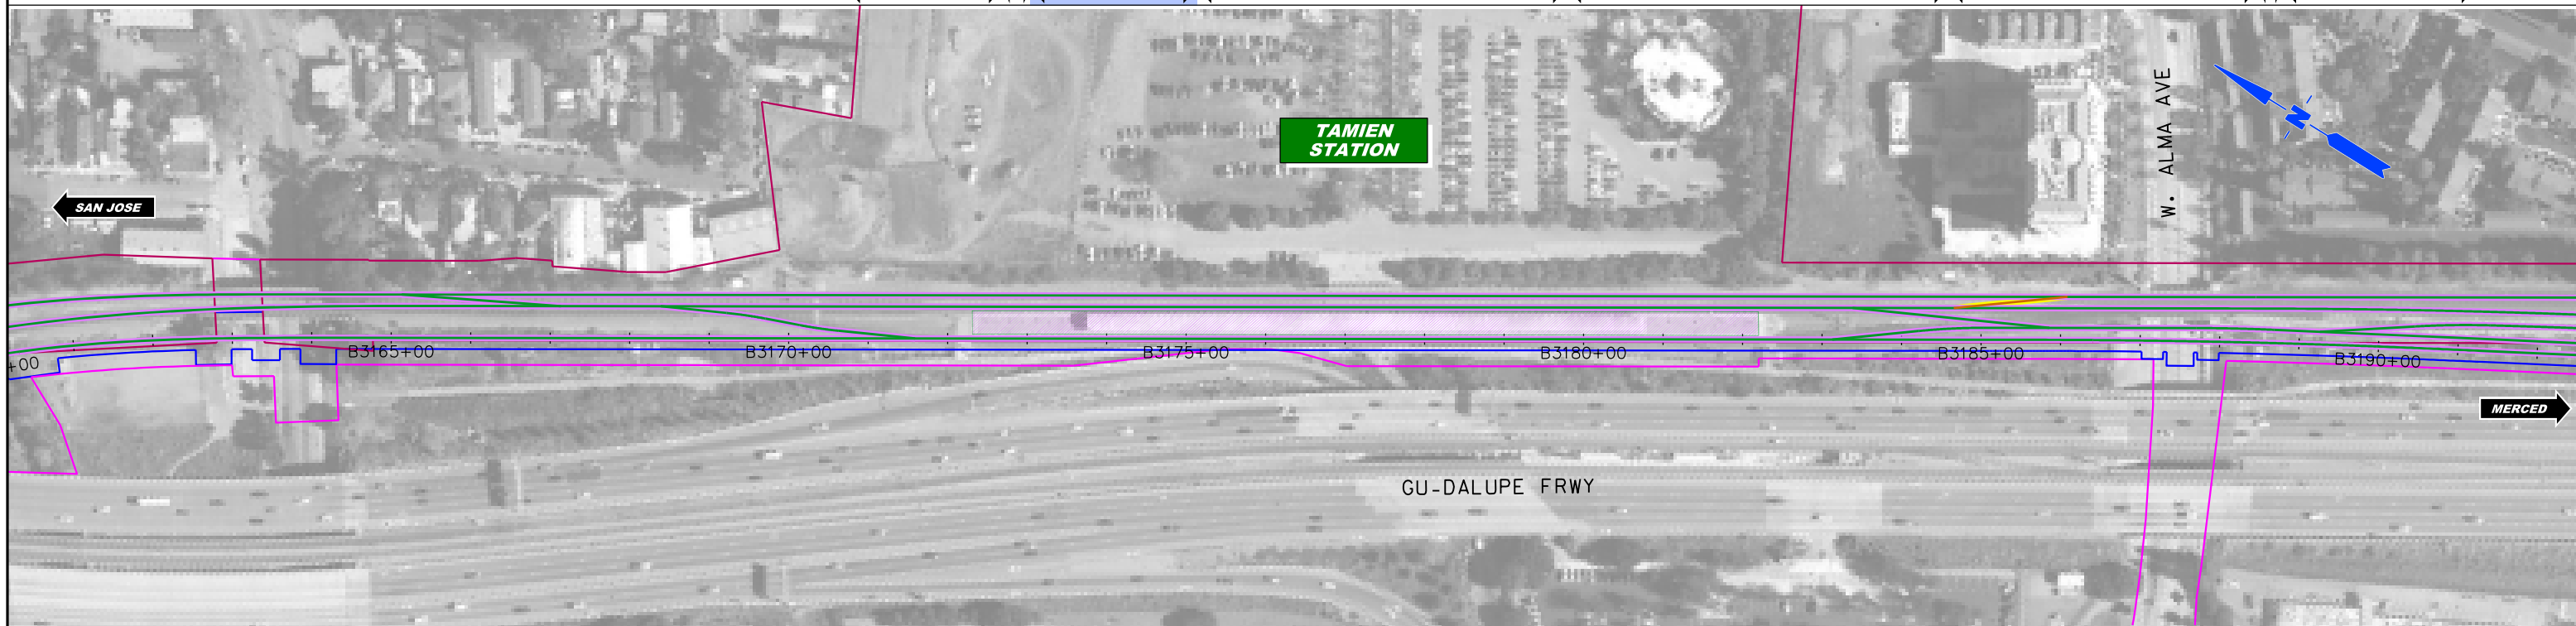 TAMIEN
STATION
W. ALMA AVE
N
SAN JOSE
+00
B3165+00
B3170+00
B3175+00
B3180+00
B3185+00
B3190+00
MERCED
GU-DALUPE FRWY